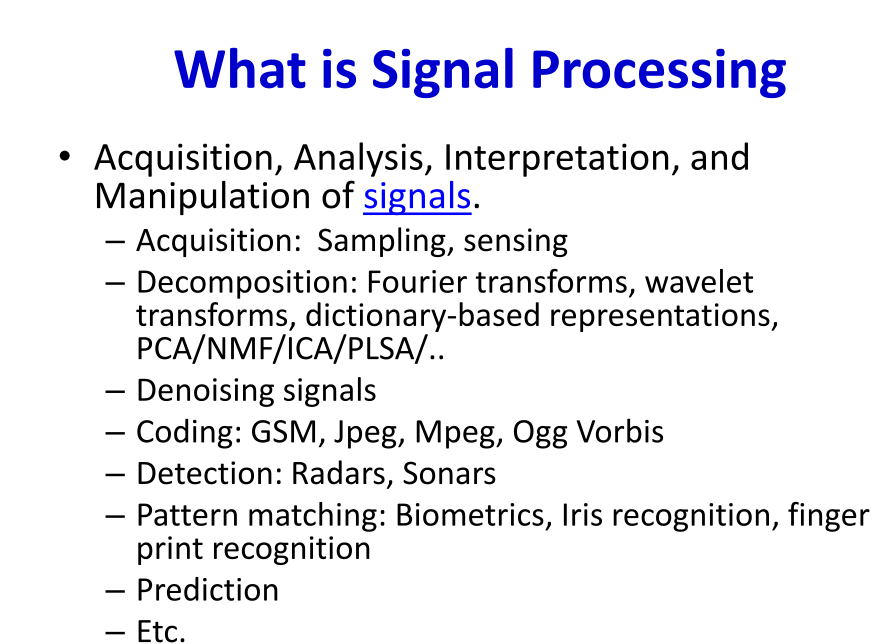 What is Signal Processing
• Acquisition, Analysis, Interpretation, and
Manipulation of signals.
– Acquisition: Sampling, sensing
– Decomposition: Fourier transforms, wavelet
transforms, dictionary-based representations,
PCA/NMF/ICA/PLSA/..
– Denoising signals
– Coding: GSM, Jpeg, Mpeg, Ogg Vorbis
– Detection: Radars, Sonars
– Pattern matching: Biometrics, Iris recognition, finger
print recognition
– Prediction
– Etc.